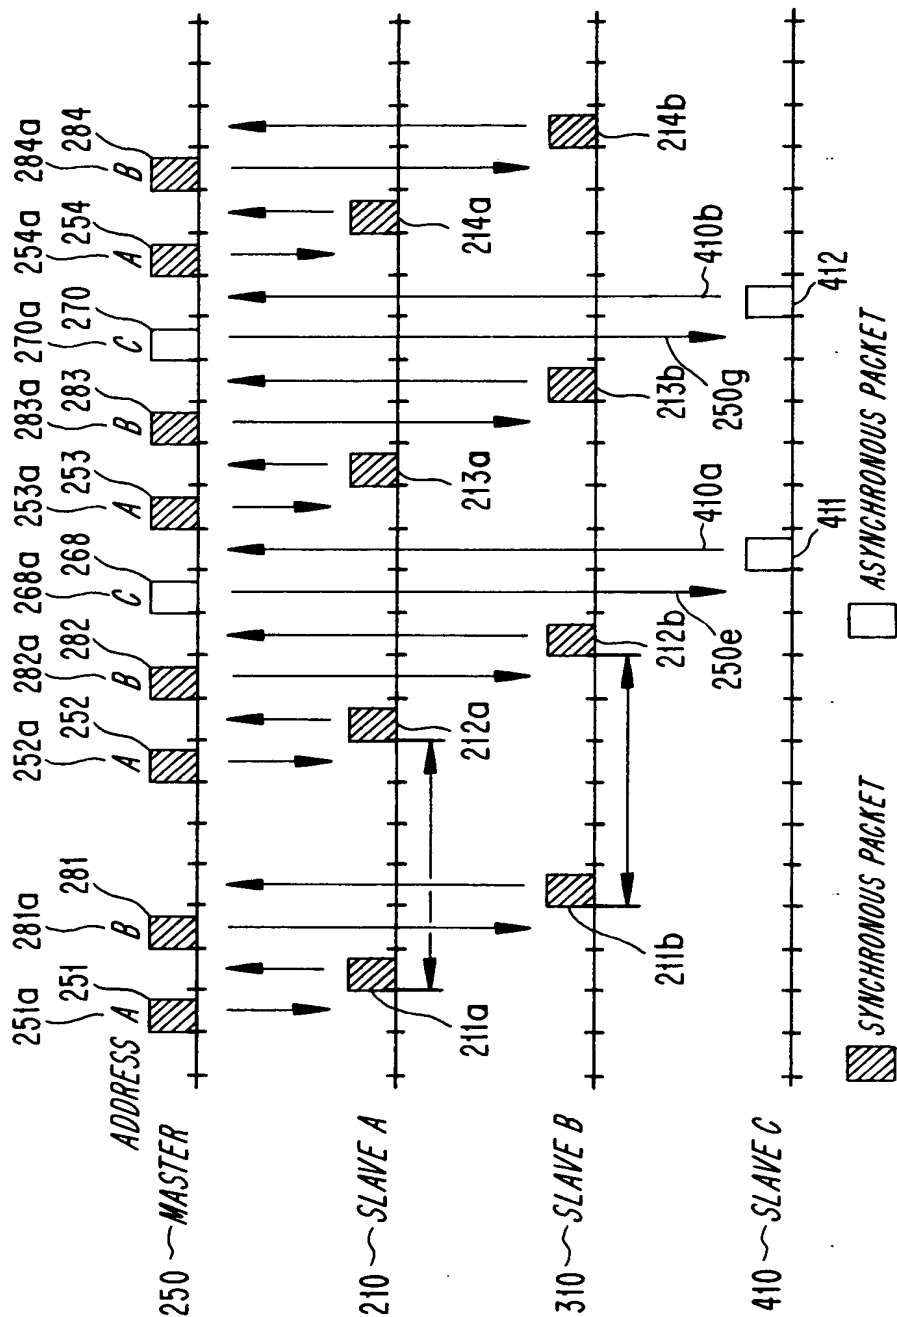 ADDRESS
251a 281a 252a 282a 268a 253a 283a 270a 254a 284a
251 281 252 282 268 253 283 270 254 284
A B A B C A B C A B
250 MASTER
210 SLAVE A
211a 212a 213a 214a
310 SLAVE B
211b 212b 213b 214b
250e 410a 250g 410b
410 SLAVE C
411 412
SYNCHRONOUS PACKET
ASYNCHRONOUS PACKET